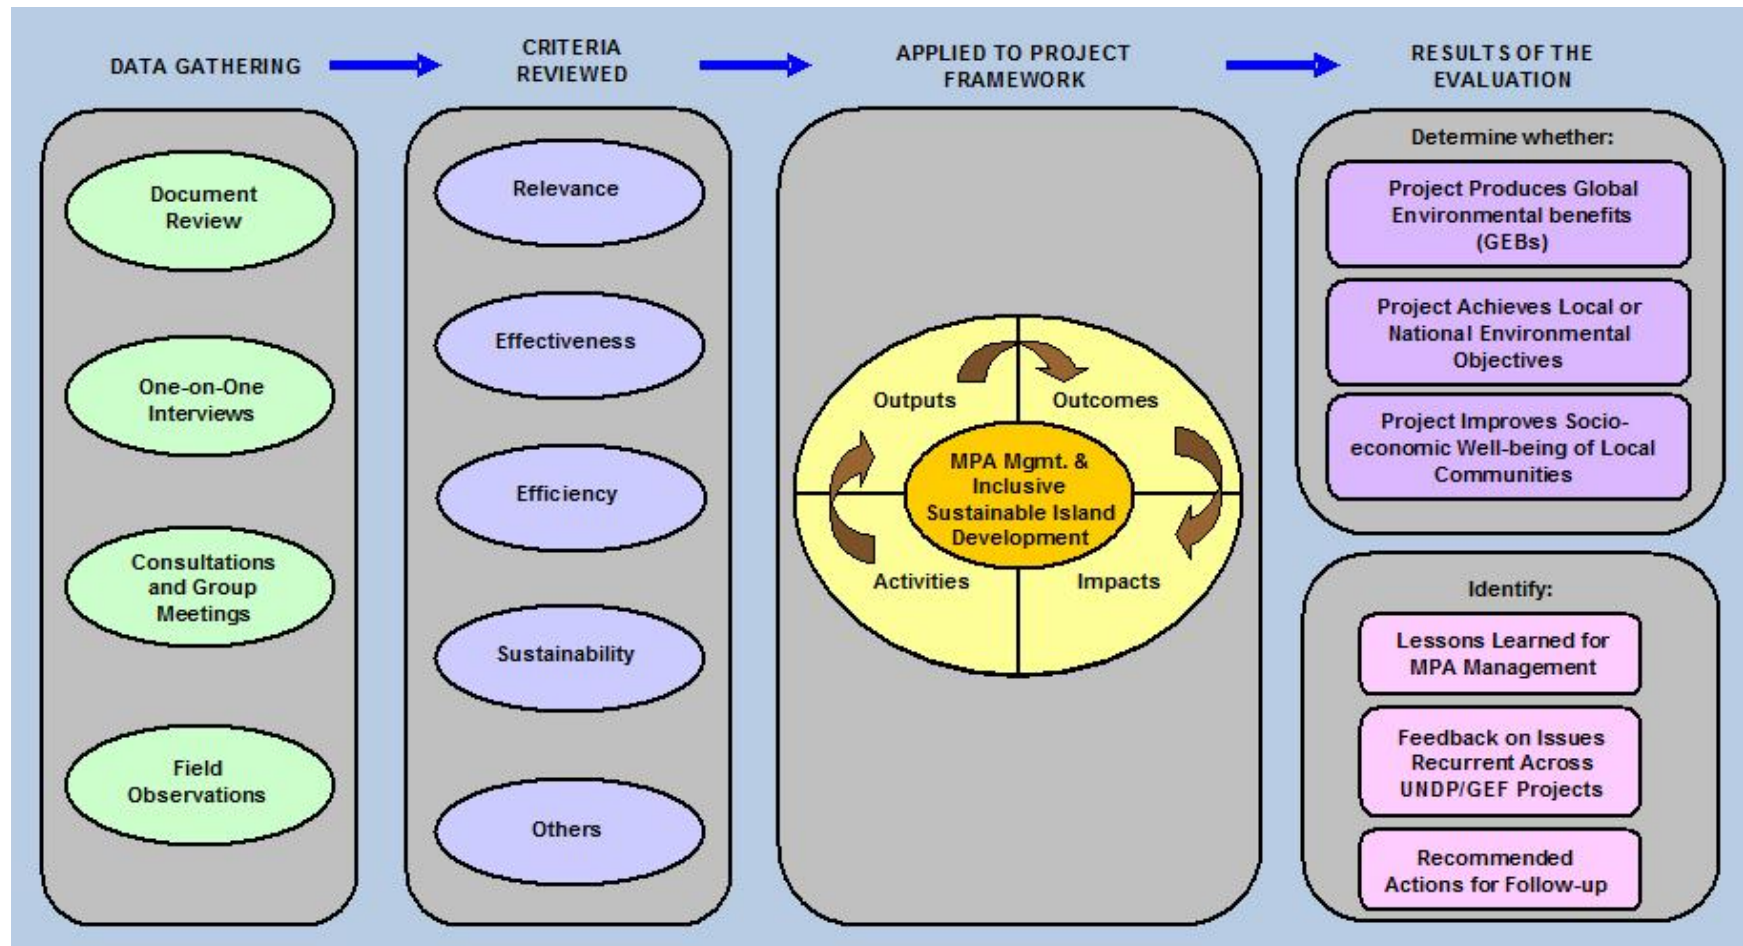 DATA GATHERING
CRITERIA
REVIEWED
APPLIED TO PROJECT
FRAMEWORK
RESULTS OF THE
EVALUATION
Document
Review
One-on-One
Interviews
Consultations
and Group
Meetings
Field
Observations
Relevance
Effectiveness
Efficiency
Sustainability
Others
Outputs
Outcomes
MPA Mgmt. &
Inclusive
Sustainable Island
Development
Activities
Impacts
Determine whether:
Project Produces Global
Environmental benefits
(GEBs)
Project Achieves Local or
National Environmental
Objectives
Project Improves Socio-
economic Well-being of Local
Communities
Identify:
Lessons Learned for
MPA Management
Feedback on Issues
Recurrent Across
UNDP/GEF Projects
Recommended
Actions for Follow-up